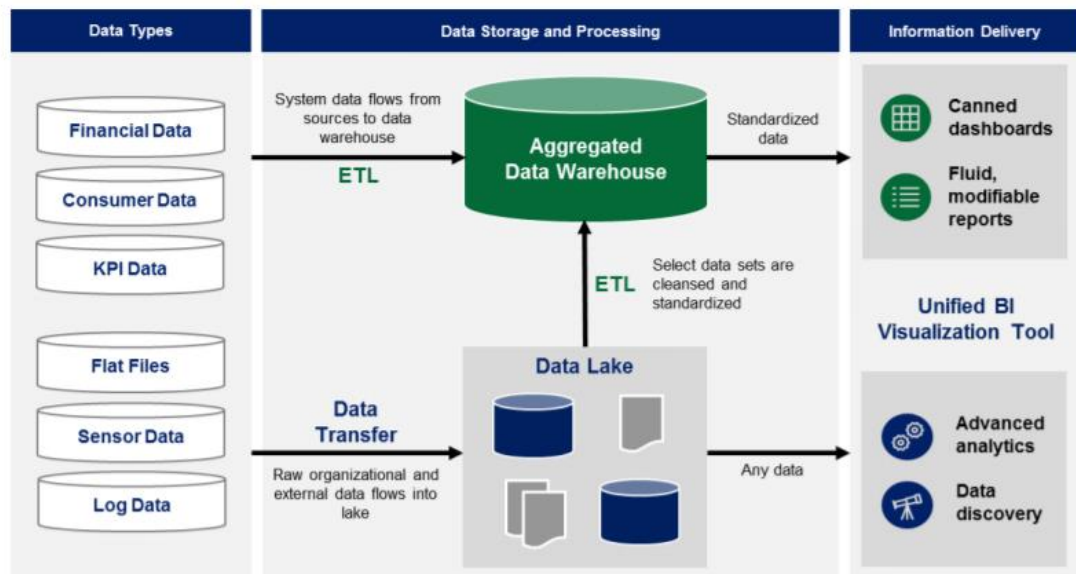 Data Types
Data Storage and Processing
Information Delivery
Financial Data
Consumer Data
KPI Data
Flat Files
Sensor Data
Log Data
System data flows from
sources to data
warehouse
ETL
Aggregated
Data Warehouse
Standardized
data
ETL
Select data sets are
cleansed and
standardized
Data Lake
Data
Transfer
Raw organizational and
external data flows into
lake
Any data
Canned
dashboards
Fluid,
modifiable
reports
Unified BI
Visualization Tool
Advanced
analytics
Data
discovery